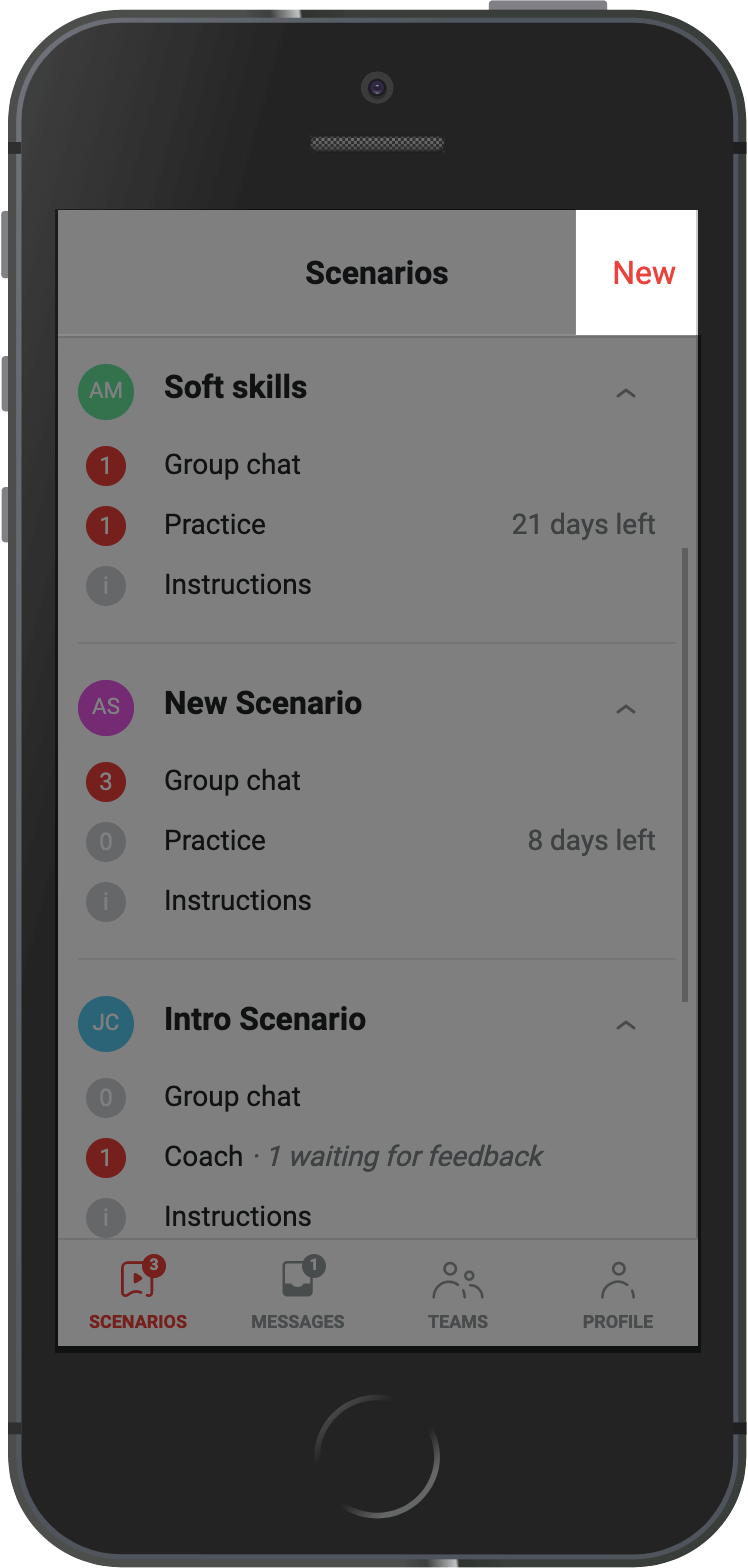 Scenarios New
AM Soft skills
1 Group chat
1 Practice 21 days left
i Instructions
AS New Scenario
3 Group chat
0 Practice 8 days left
i Instructions
JC Intro Scenario
0 Group chat
1 Coach · 1 waiting for feedback
i Instructions
3 1
SCENARIOS MESSAGES TEAMS PROFILE